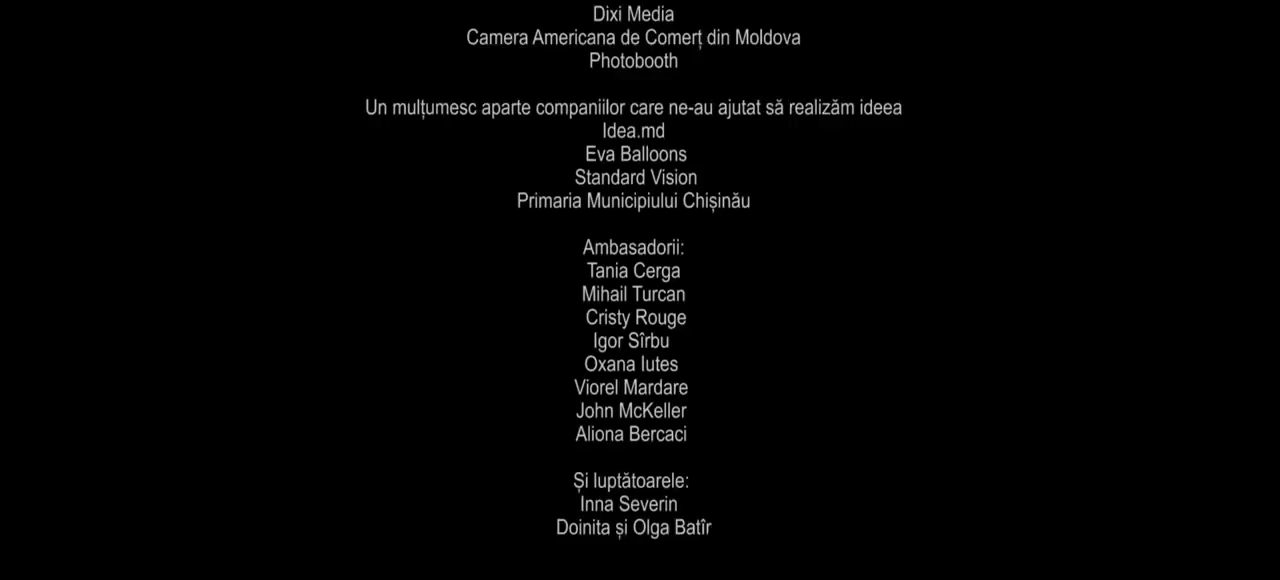 Dixi Media
Camera Americana de Comerț din Moldova
Photobooth
Un mulțumesc aparte companiilor care ne-au ajutat să realizăm ideea
Idea.md
Eva Balloons
Standard Vision
Primaria Municipiului Chișinău
Ambasadorii:
Tania Cerga
Mihail Turcan
Cristy Rouge
Igor Sîrbu
Oxana Iutes
Viorel Mardare
John McKeller
Aliona Bercaci
Și luptătoarele:
Inna Severin
Doinita și Olga Batîr